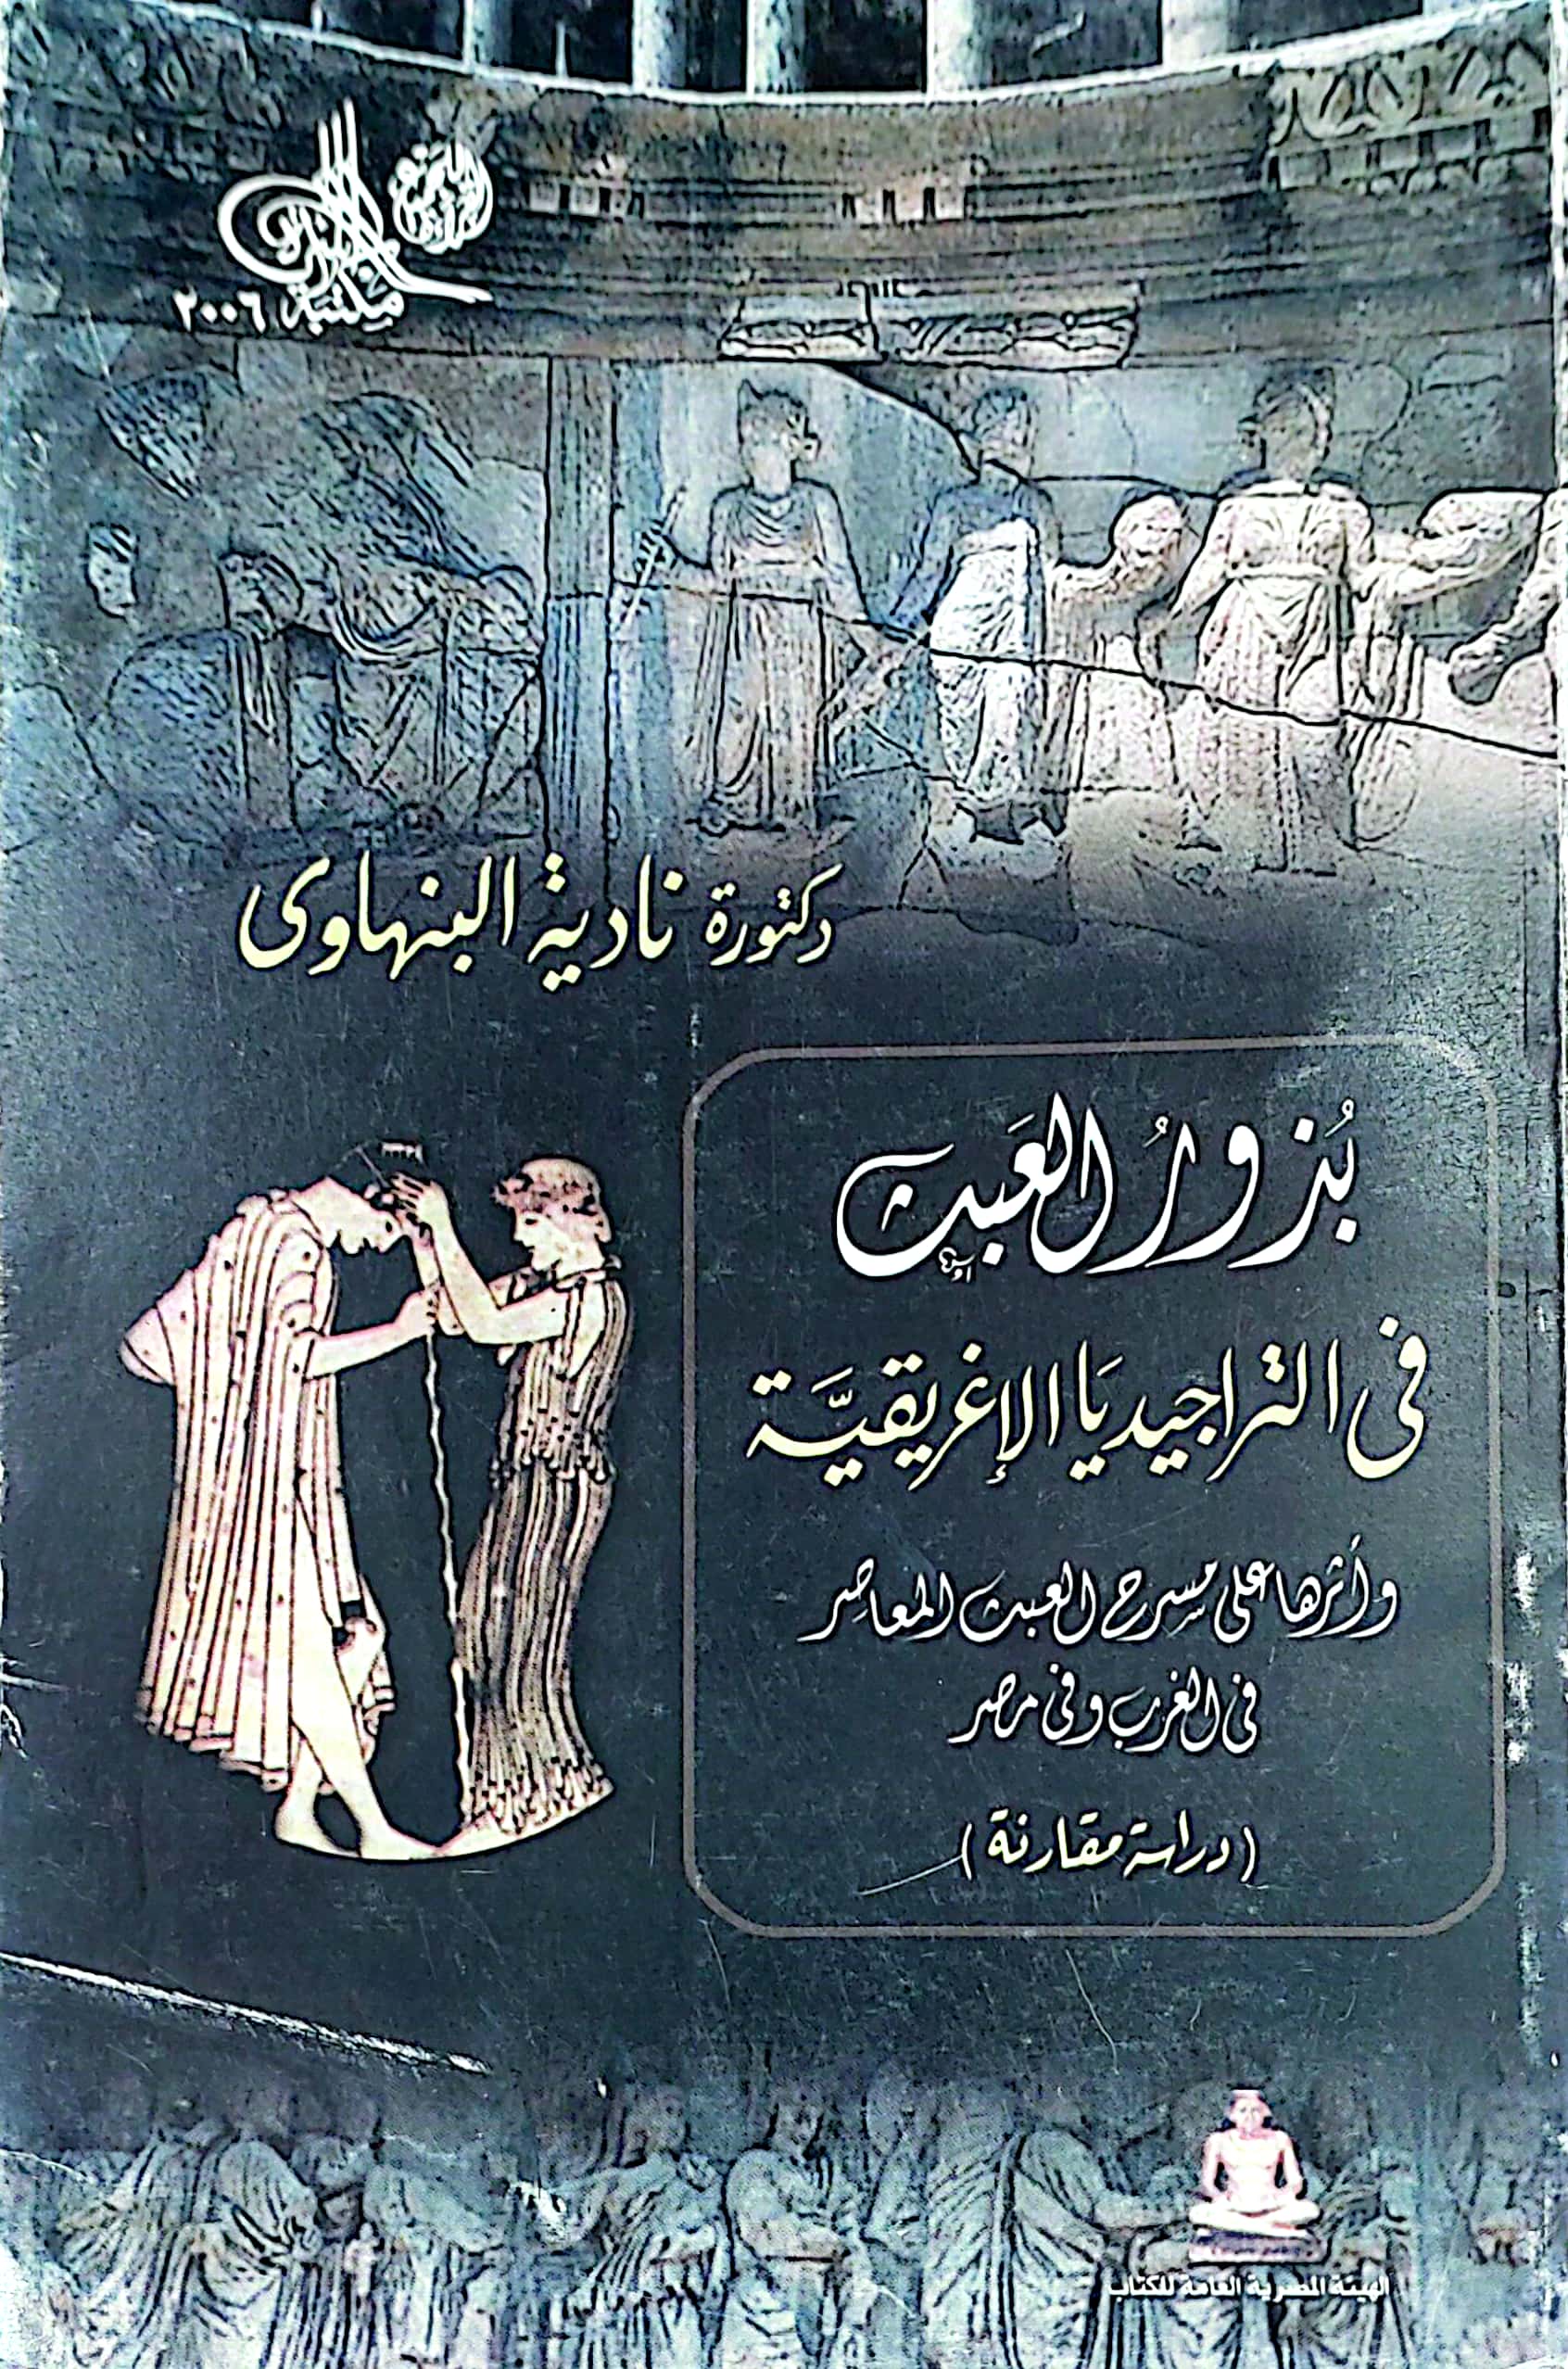 مكتبة الأسرة ٢٠٠٦
دكتورة نادية البنهاوى
بُذورُ العَبث
فى التراجيديَا الإغريقيَّة
وأثرها على مسرح العبث المعاصر
فى الغرب وفى مصر
(دراسة مقارنة)
الهيئة المصرية العامة للكتاب